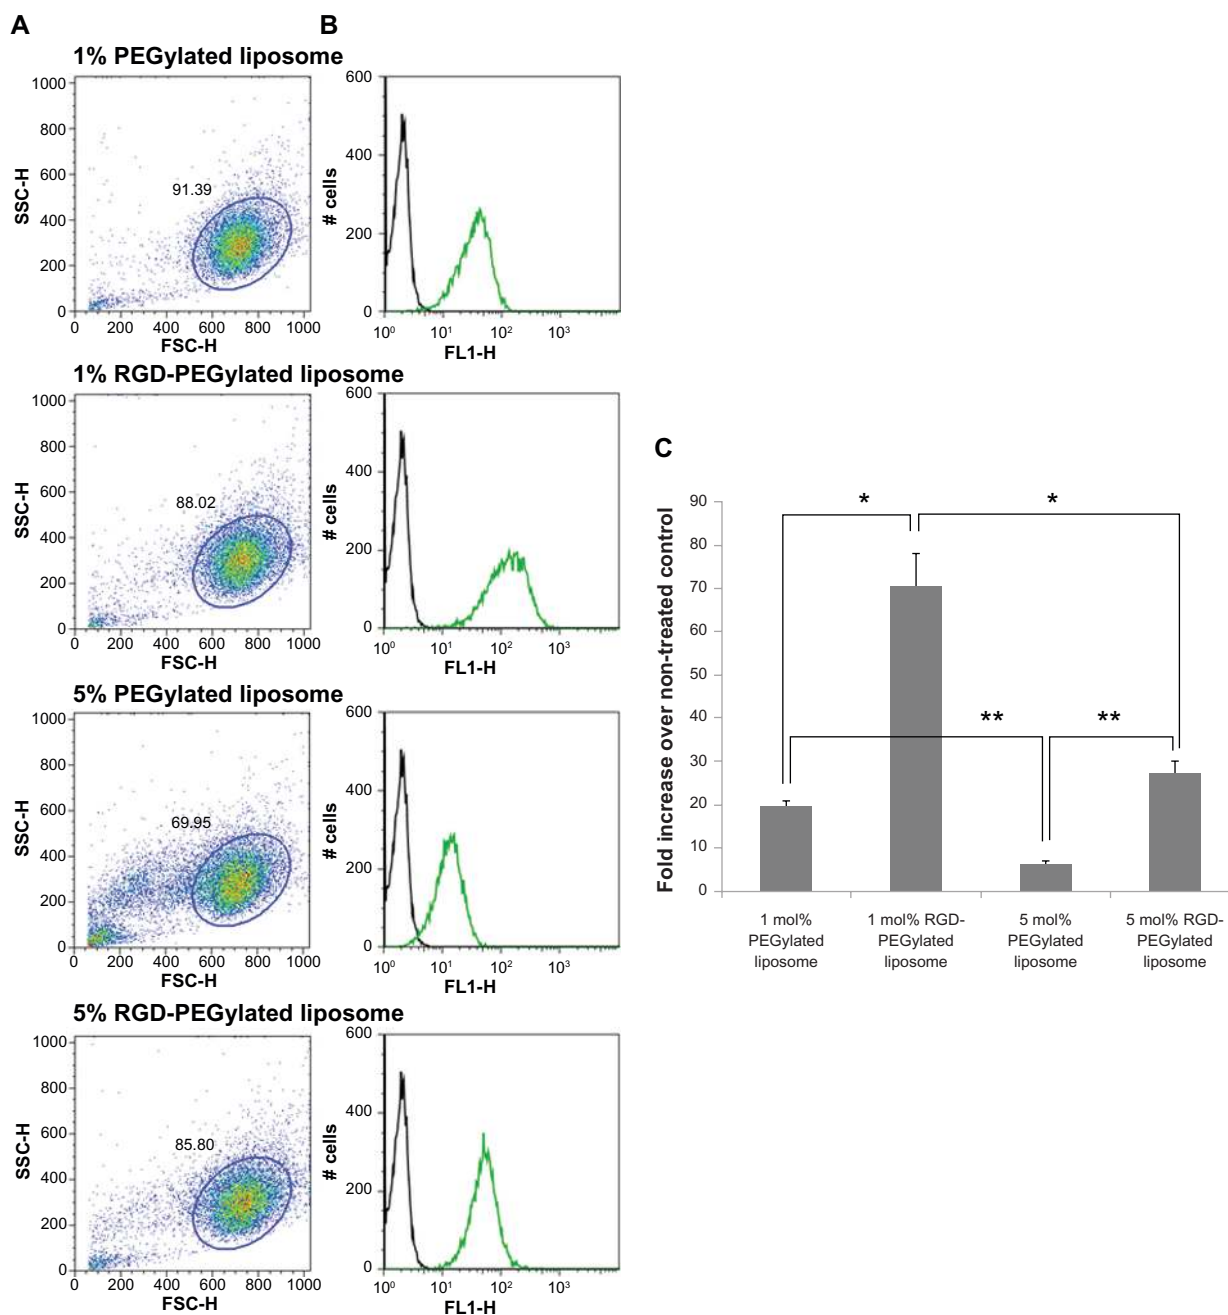 A
B
1% PEGylated liposome
1000
800
600
400
200
0
SSC-H
91.39
0 200 400 600 800 1000
FSC-H
600
400
200
0
# cells
10⁰ 10¹ 10² 10³
FL1-H
1% RGD-PEGylated liposome
1000
800
600
400
200
0
SSC-H
88.02
0 200 400 600 800 1000
FSC-H
600
400
200
0
# cells
10⁰ 10¹ 10² 10³
FL1-H
5% PEGylated liposome
1000
800
600
400
200
0
SSC-H
69.95
0 200 400 600 800 1000
FSC-H
600
400
200
0
# cells
10⁰ 10¹ 10² 10³
FL1-H
5% RGD-PEGylated liposome
1000
800
600
400
200
0
SSC-H
85.80
0 200 400 600 800 1000
FSC-H
600
400
200
0
# cells
10⁰ 10¹ 10² 10³
FL1-H
C
Fold increase over non-treated control
90
80
70
60
50
40
30
20
10
0
* *
** **
1 mol% PEGylated liposome
1 mol% RGD-PEGylated liposome
5 mol% PEGylated liposome
5 mol% RGD-PEGylated liposome